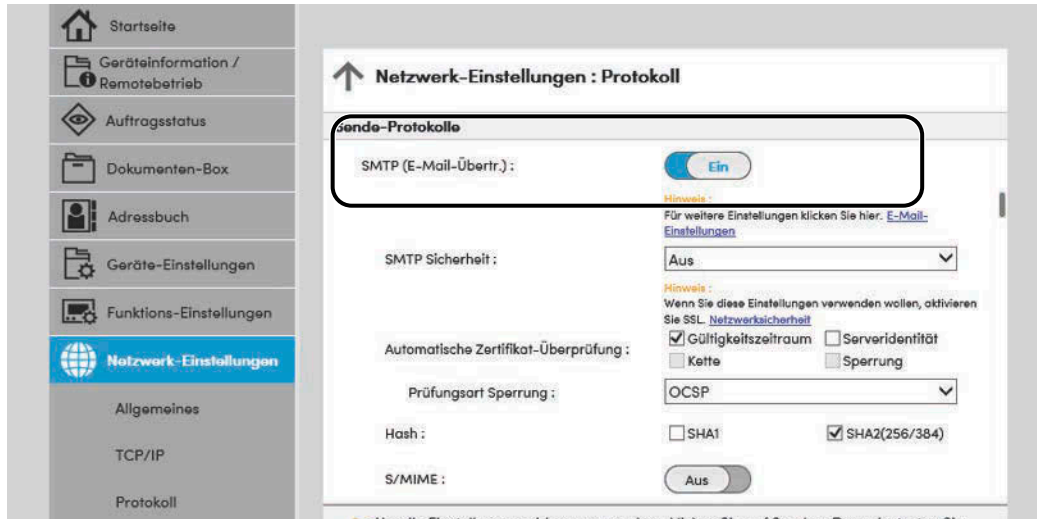 Startseite
Geräteinformation /
Remotebetrieb
Auftragsstatus
Dokumenten-Box
Adressbuch
Geräte-Einstellungen
Funktions-Einstellungen
Netzwerk-Einstellungen
Allgemeines
TCP/IP
Protokoll
Netzwerk-Einstellungen : Protokoll
Sende-Protokolle
SMTP (E-Mail-Übertr.) :
Ein
Hinweis :
Für weitere Einstellungen klicken Sie hier. E-Mail-
Einstellungen
SMTP Sicherheit :
Aus
Hinweis :
Wenn Sie diese Einstellungen verwenden wollen, aktivieren
Sie SSL. Netzwerksicherheit
Automatische Zertifikat-Überprüfung :
Gültigkeitszeitraum
Serveridentität
Kette
Sperrung
Prüfungsart Sperrung :
OCSP
Hash :
SHA1
SHA2(256/384)
S/MIME :
Aus